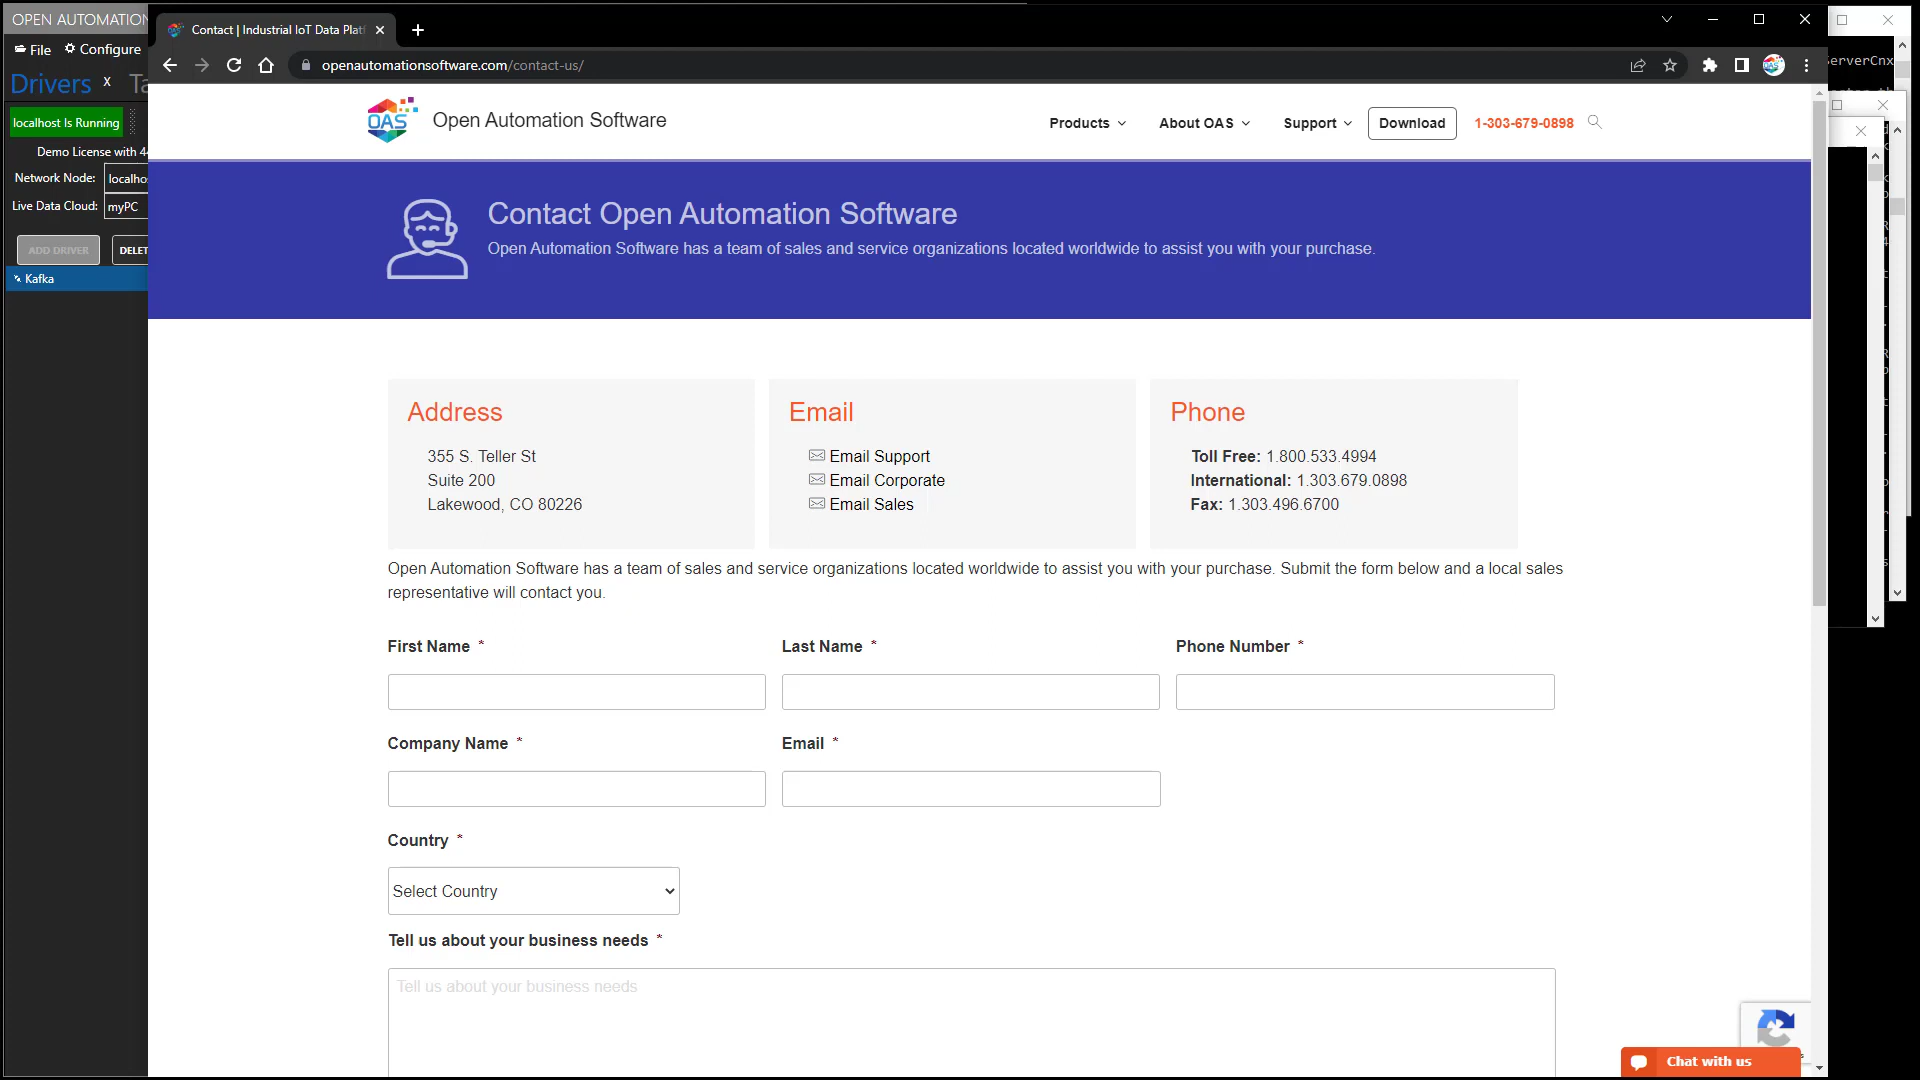 OPEN AUTOMATION
File Configure
Drivers x Ta
localhost Is Running
Demo License with 4
Network Node: localho
Live Data Cloud: myPC
ADD DRIVER DELET
Kafka
Contact | Industrial IoT Data Plat
openautomationsoftware.com/contact-us/
OAS Open Automation Software
Products About OAS Support Download 1-303-679-0898
Contact Open Automation Software
Open Automation Software has a team of sales and service organizations located worldwide to assist you with your purchase.
Address
355 S. Teller St
Suite 200
Lakewood, CO 80226
Email
Email Support
Email Corporate
Email Sales
Phone
Toll Free: 1.800.533.4994
International: 1.303.679.0898
Fax: 1.303.496.6700
Open Automation Software has a team of sales and service organizations located worldwide to assist you with your purchase. Submit the form below and a local sales
representative will contact you.
First Name * Last Name * Phone Number *
Company Name * Email *
Country *
Select Country
Tell us about your business needs *
Tell us about your business needs
Chat with us
erverCnx